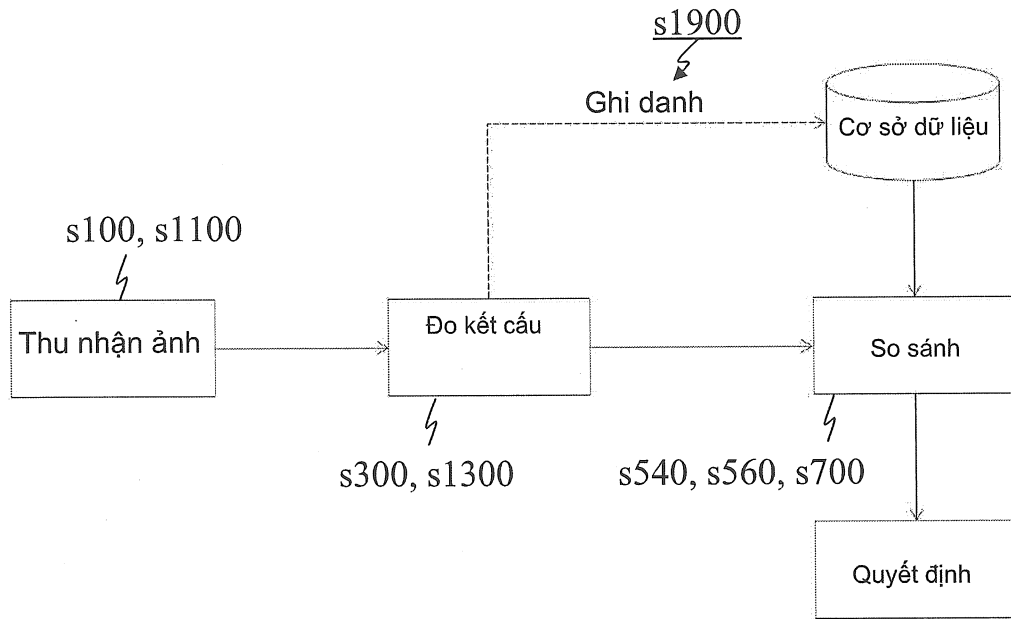 s1900
Ghi danh
Cơ sở dữ liệu
s100, s1100
Thu nhận ảnh
Đo kết cấu
So sánh
s300, s1300
s540, s560, s700
Quyết định